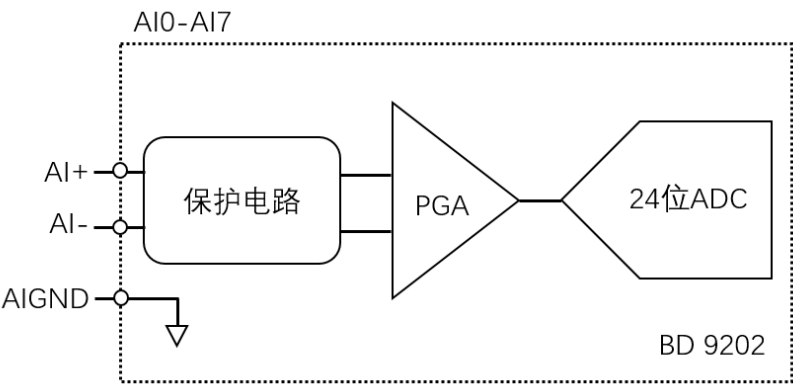 AI0-AI7
AI+
保护电路
PGA
24位ADC
AI-
AIGND
BD 9202